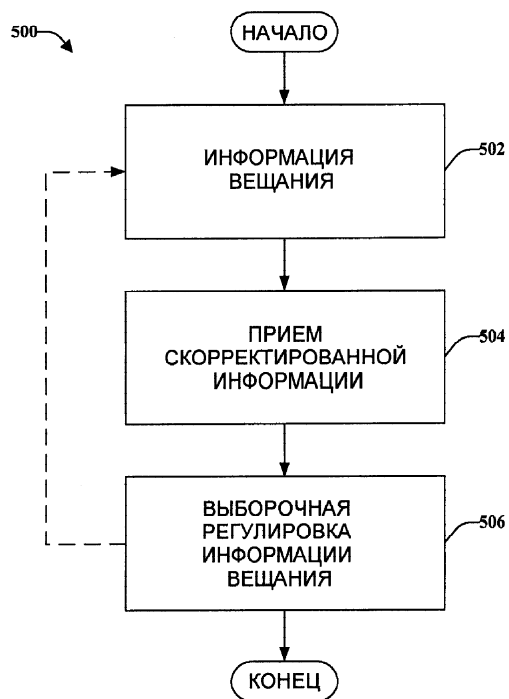 500
НАЧАЛО
ИНФОРМАЦИЯ
ВЕЩАНИЯ
502
ПРИЕМ
СКОРРЕКТИРОВАННОЙ
ИНФОРМАЦИИ
504
ВЫБОРОЧНАЯ
РЕГУЛИРОВКА
ИНФОРМАЦИИ
ВЕЩАНИЯ
506
КОНЕЦ